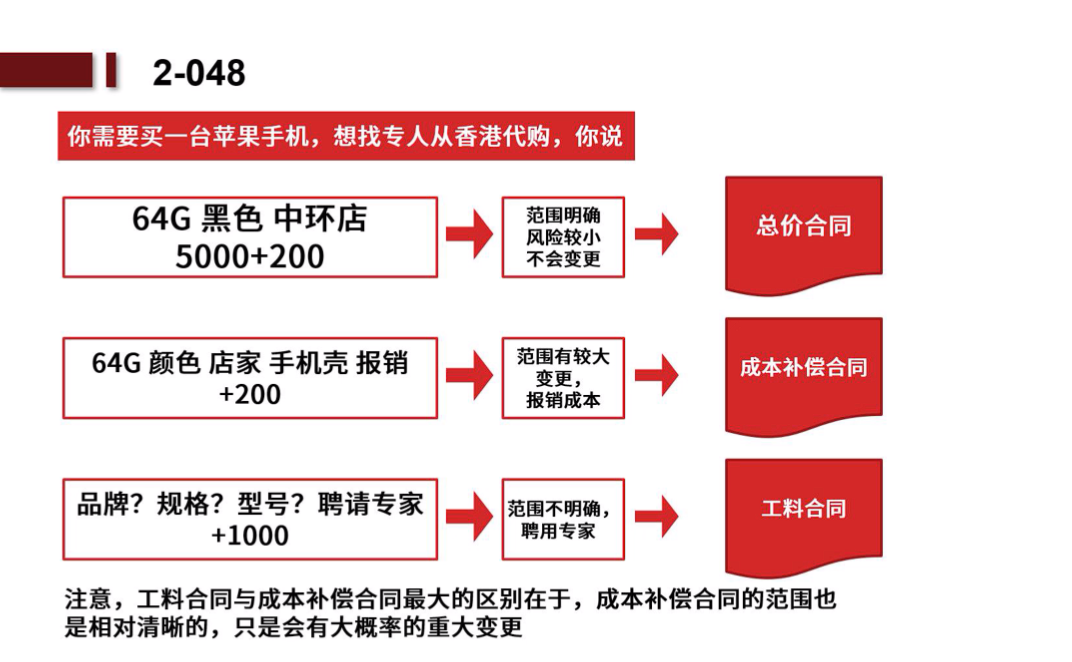 2-048
你需要买一台苹果手机，想找专人从香港代购，你说
64G 黑色 中环店
5000+200
范围明确
风险较小
不会变更
总价合同
64G 颜色 店家 手机壳 报销
+200
范围有较大
变更，
报销成本
成本补偿合同
品牌？规格？型号？聘请专家
+1000
范围不明确，
聘用专家
工料合同
注意，工料合同与成本补偿合同最大的区别在于，成本补偿合同的范围也
是相对清晰的，只是会有大概率的重大变更